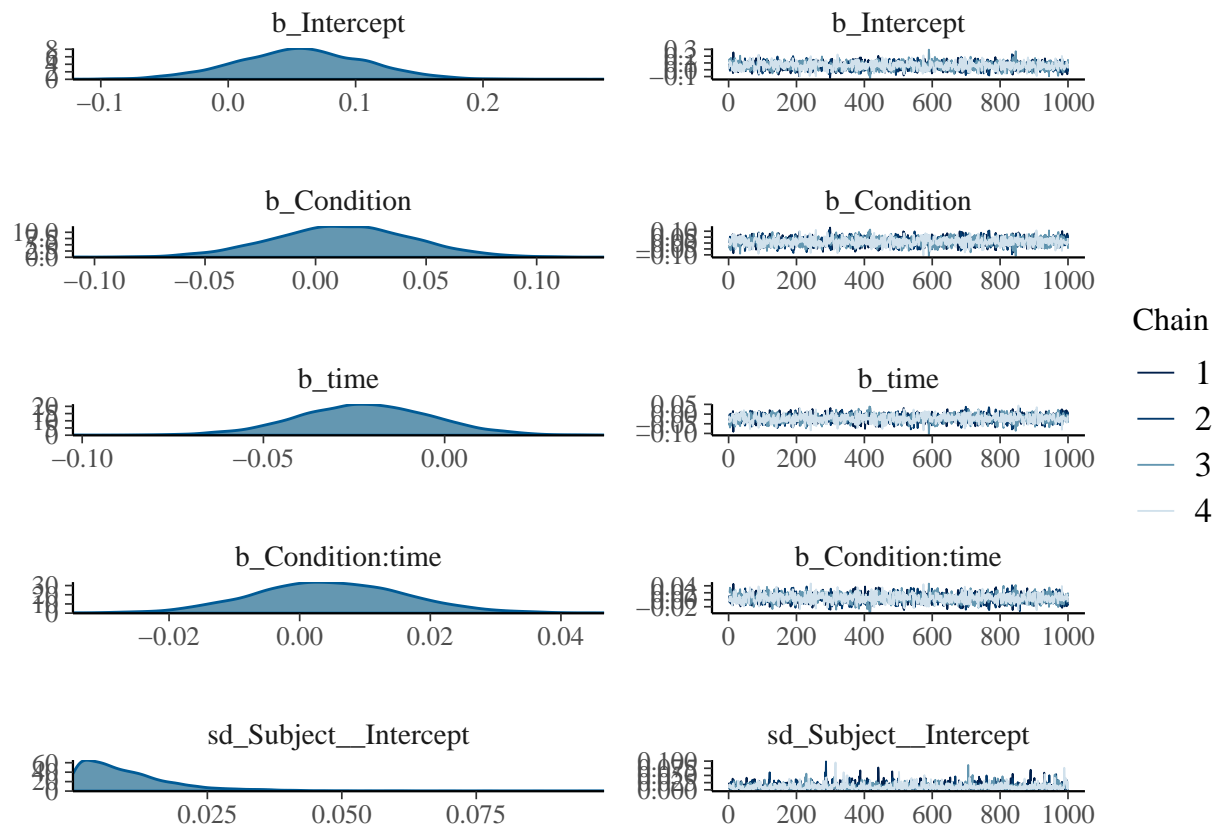 b_Intercept
−0.1 0.0 0.1 0.2
b_Intercept
0 200 400 600 800 1000
b_Condition
−0.10 −0.05 0.00 0.05 0.10
b_Condition
0 200 400 600 800 1000
b_time
−0.10 −0.05 0.00
b_time
0 200 400 600 800 1000
b_Condition:time
−0.02 0.00 0.02 0.04
b_Condition:time
0 200 400 600 800 1000
sd_Subject__Intercept
0.025 0.050 0.075
sd_Subject__Intercept
0 200 400 600 800 1000
Chain
1
2
3
4